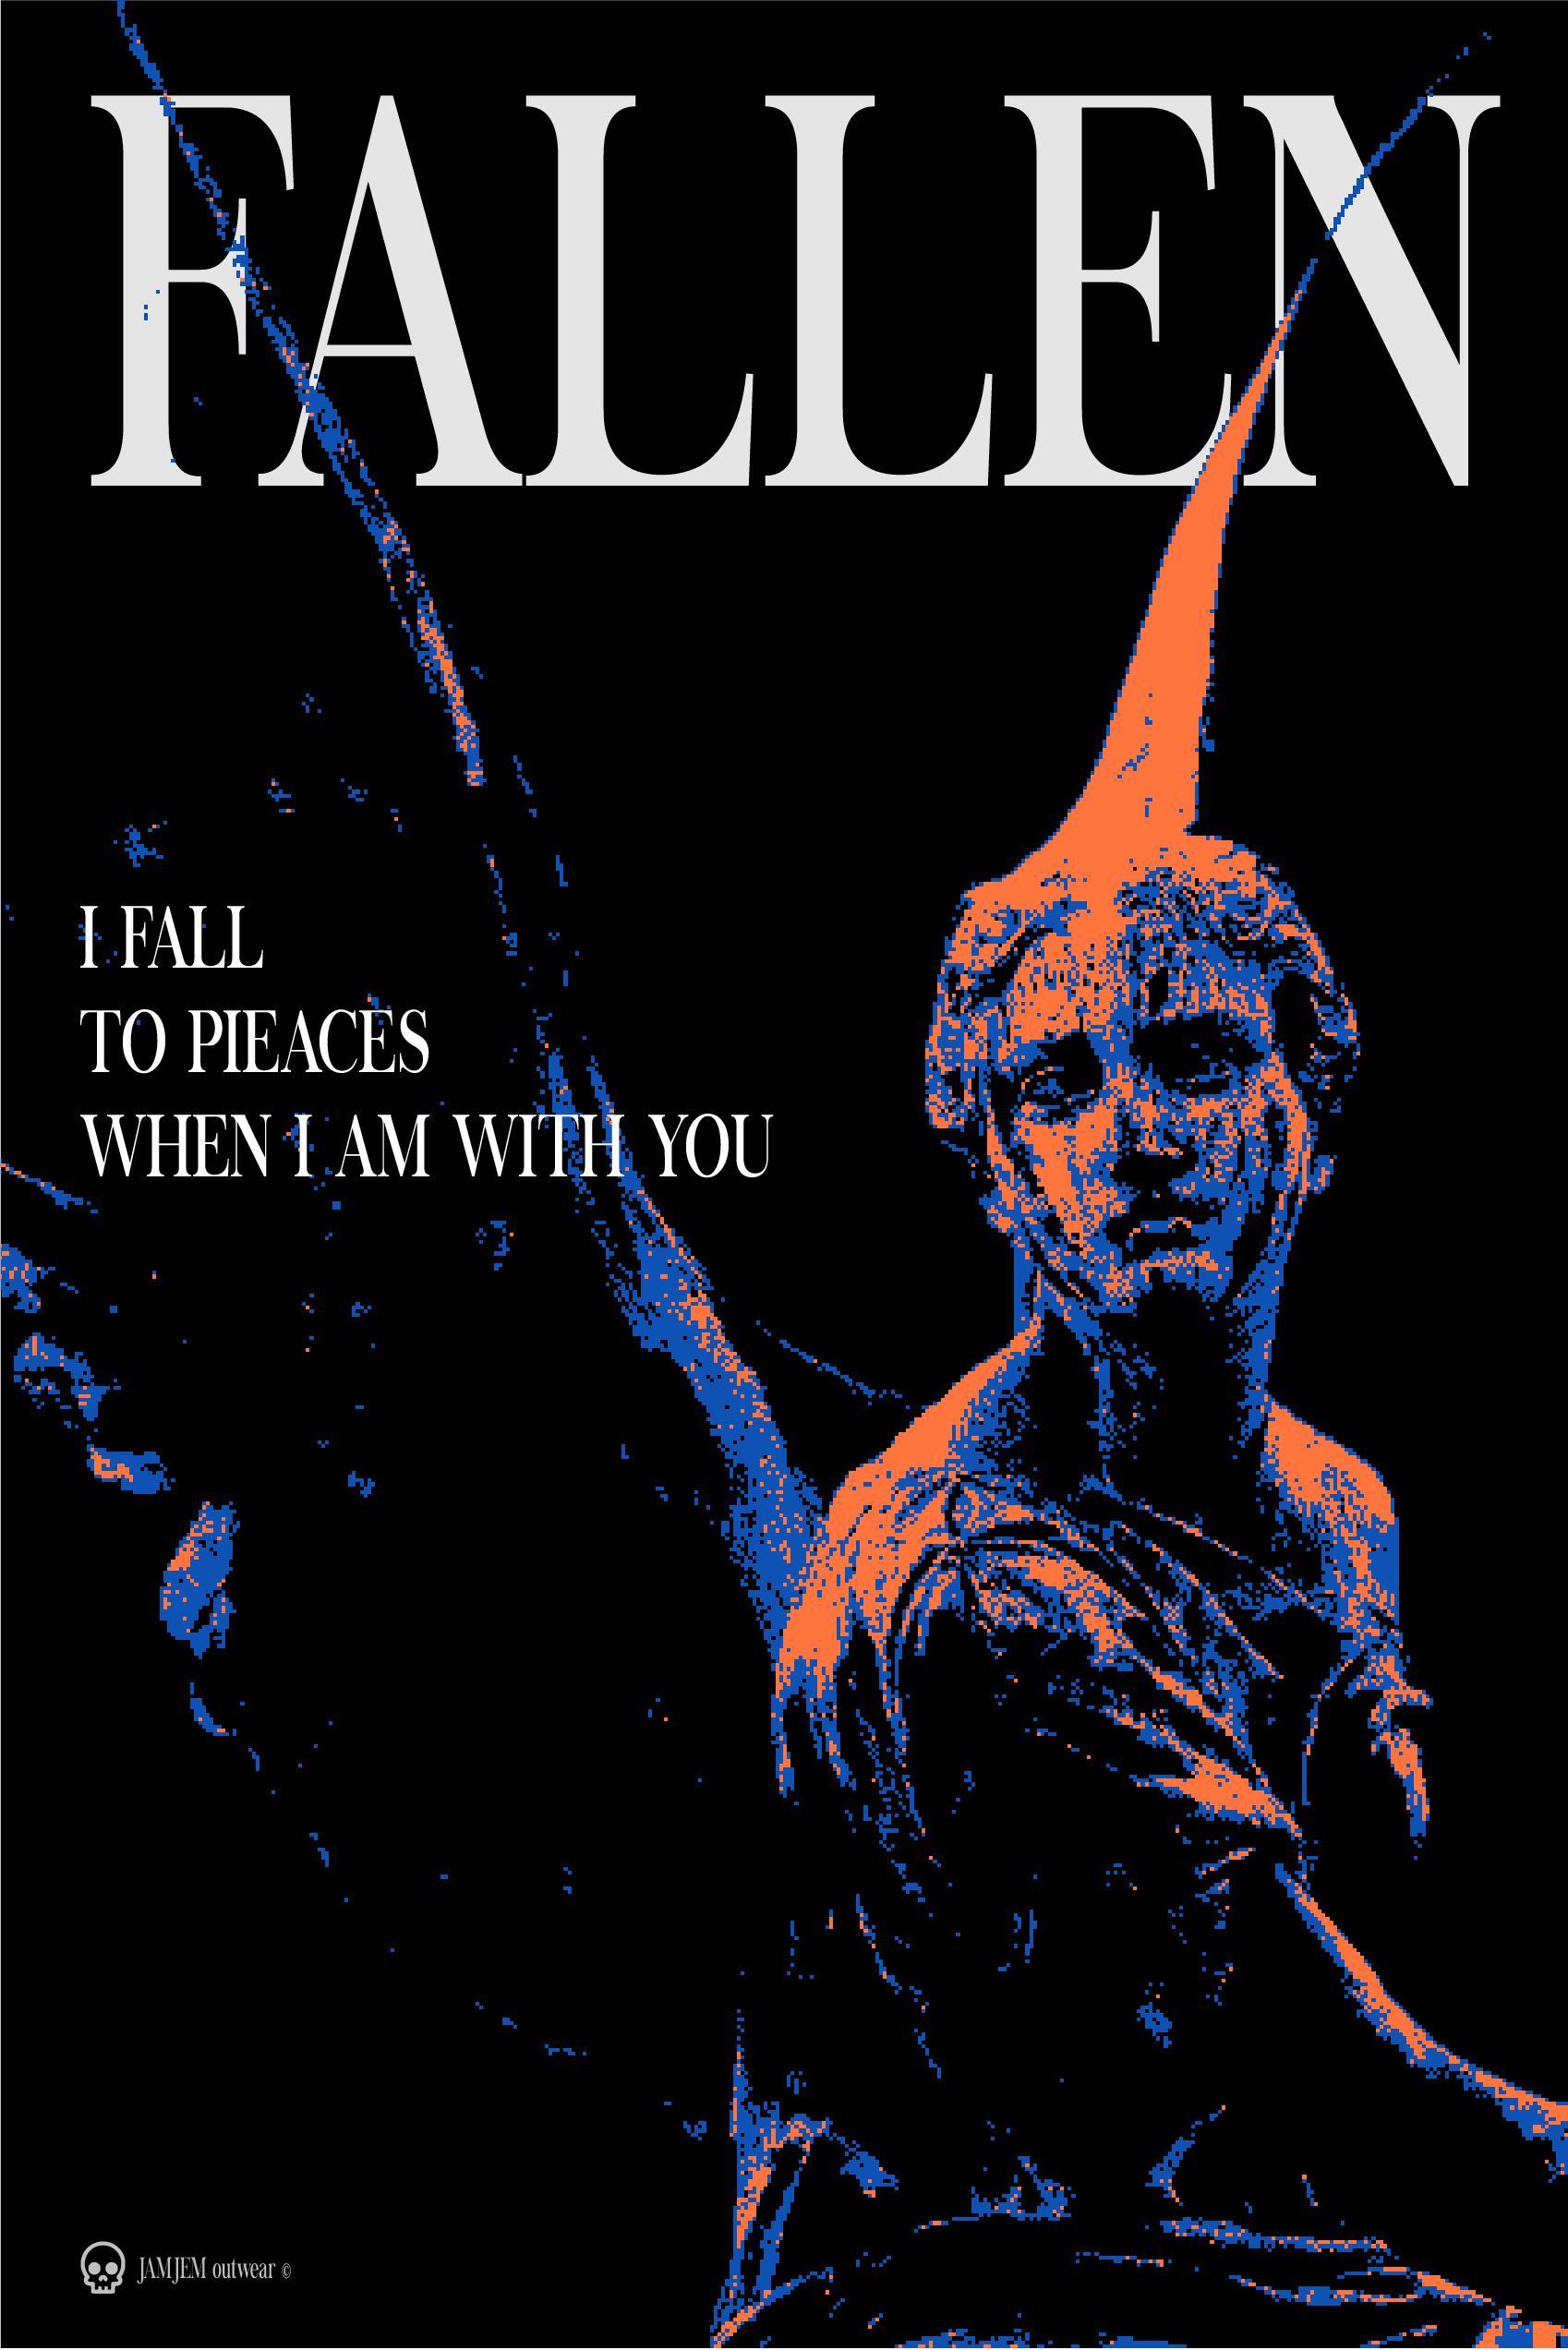 FALLEN
I FALL
TO PIEACES
WHEN I AM WITH YOU
JAMJEM outwear ©